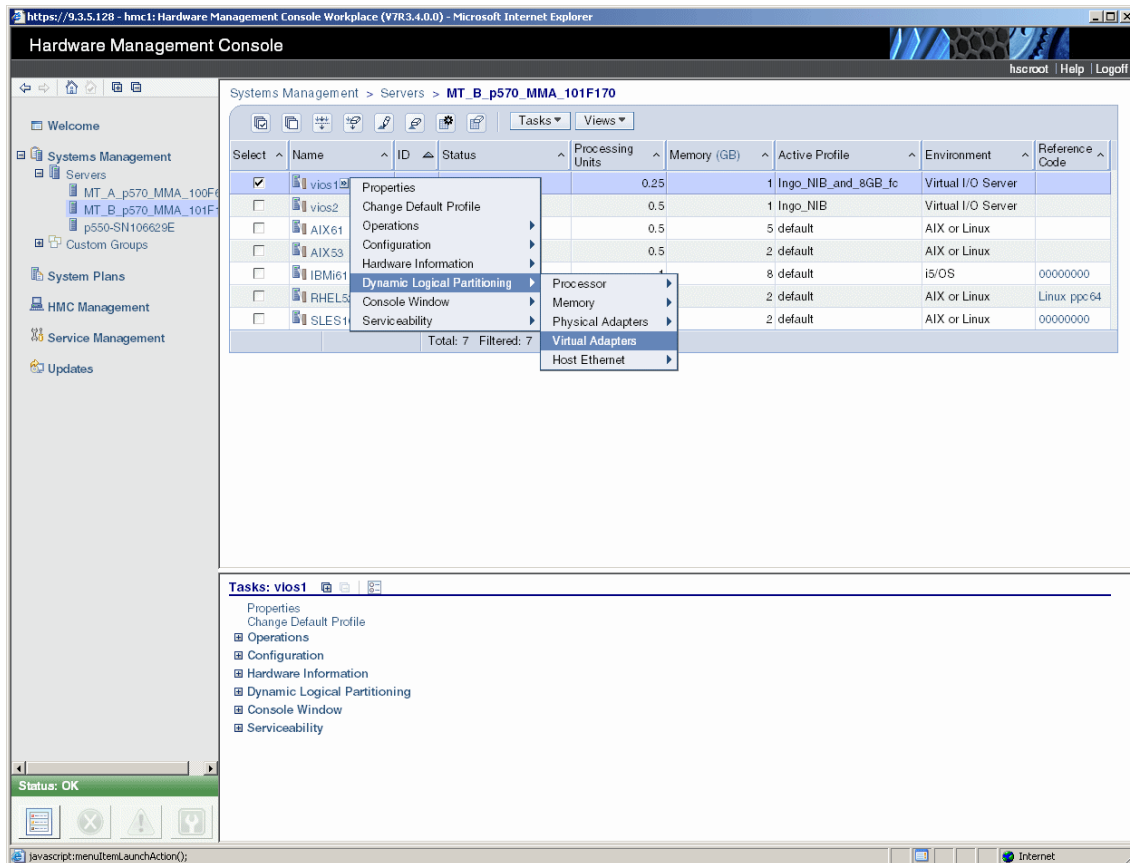 https://9.3.5.128 - hmc1: Hardware Management Console Workplace (V7R3.4.0.0) - Microsoft Internet Explorer
Hardware Management Console
hscroot | Help | Logoff
Systems Management > Servers > MT_B_p570_MMA_101F170
Tasks Views
Welcome
Systems Management
Servers
MT_A_p570_MMA_100F6
MT_B_p570_MMA_101F1
p550-SN106629E
Custom Groups
System Plans
HMC Management
Service Management
Updates
Select Name ID Status Processing Units Memory (GB) Active Profile Environment Reference Code
vios1 0.25 1 Ingo_NIB_and_8GB_fc Virtual I/O Server
vios2 0.5 1 Ingo_NIB Virtual I/O Server
AIX61 0.5 5 default AIX or Linux
AIX53 0.5 2 default AIX or Linux
IBMi61 8 default i5/OS 00000000
2 default AIX or Linux Linux ppc64
2 default AIX or Linux 00000000
Total: 7 Filtered: 7
Properties
Change Default Profile
Operations
Configuration
Hardware Information
Dynamic Logical Partitioning
Console Window
Serviceability
Processor
Memory
Physical Adapters
Virtual Adapters
Host Ethernet
Tasks: vios1
Properties
Change Default Profile
Operations
Configuration
Hardware Information
Dynamic Logical Partitioning
Console Window
Serviceability
Status: OK
javascript:menuItemLaunchAction();
Internet